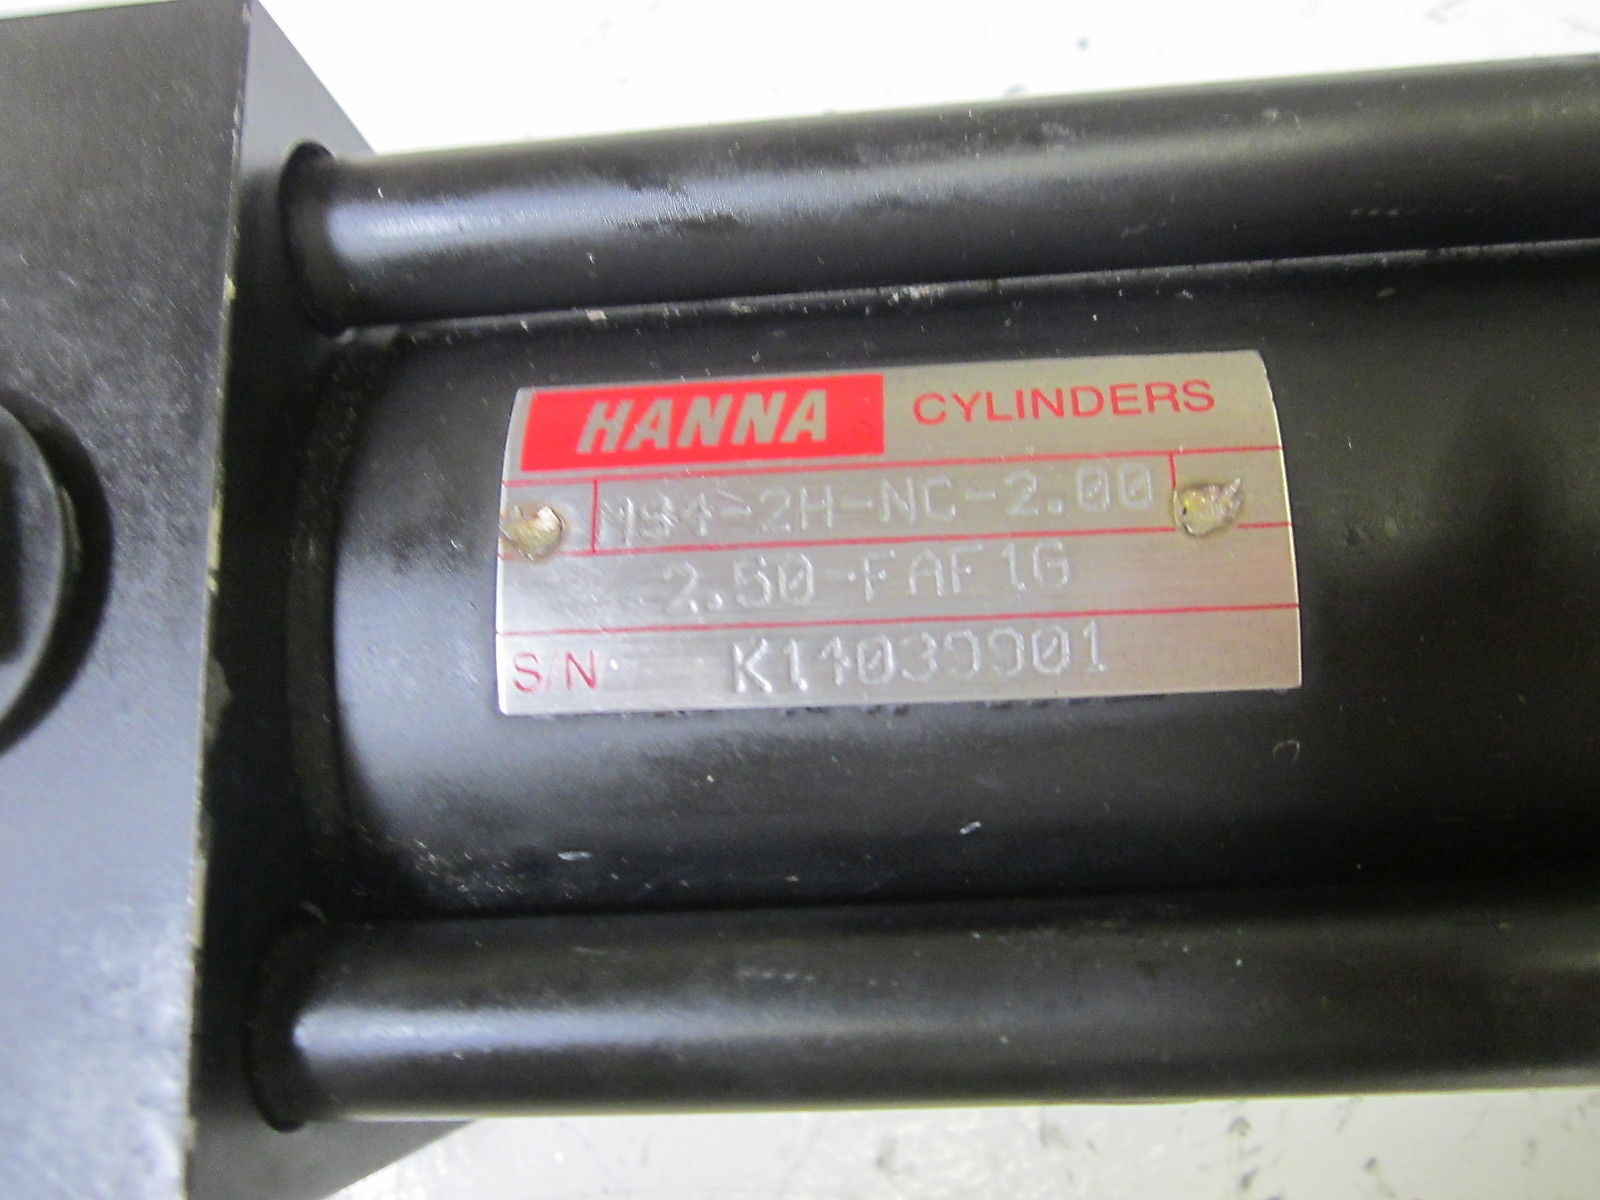 HANNA CYLINDERS
MS4-2H-NC-2.00
2.50-FAF1G
S/N K14039901